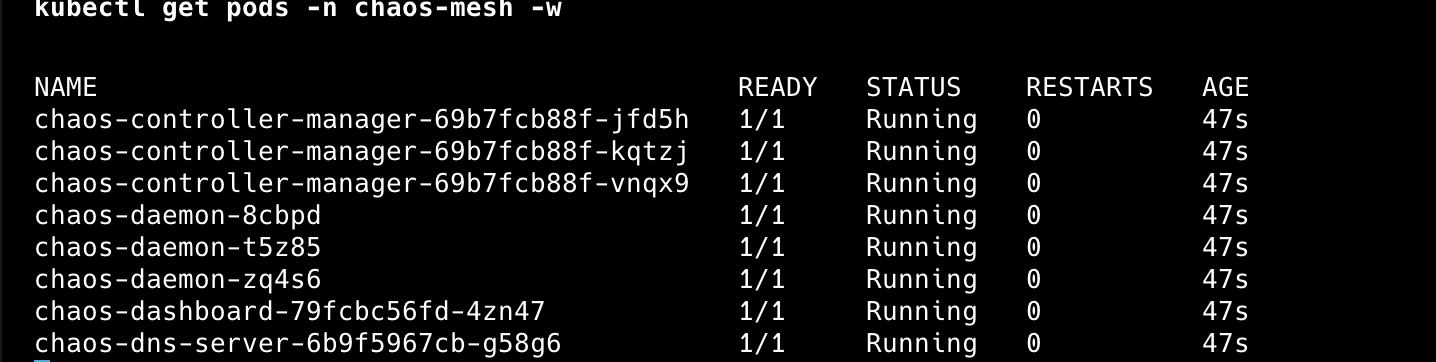 kubectl get pods -n chaos-mesh -w
NAME READY STATUS RESTARTS AGE
chaos-controller-manager-69b7fcb88f-jfd5h 1/1 Running 0 47s
chaos-controller-manager-69b7fcb88f-kqtzj 1/1 Running 0 47s
chaos-controller-manager-69b7fcb88f-vnqx9 1/1 Running 0 47s
chaos-daemon-8cbpd 1/1 Running 0 47s
chaos-daemon-t5z85 1/1 Running 0 47s
chaos-daemon-zq4s6 1/1 Running 0 47s
chaos-dashboard-79fcbc56fd-4zn47 1/1 Running 0 47s
chaos-dns-server-6b9f5967cb-g58g6 1/1 Running 0 47s